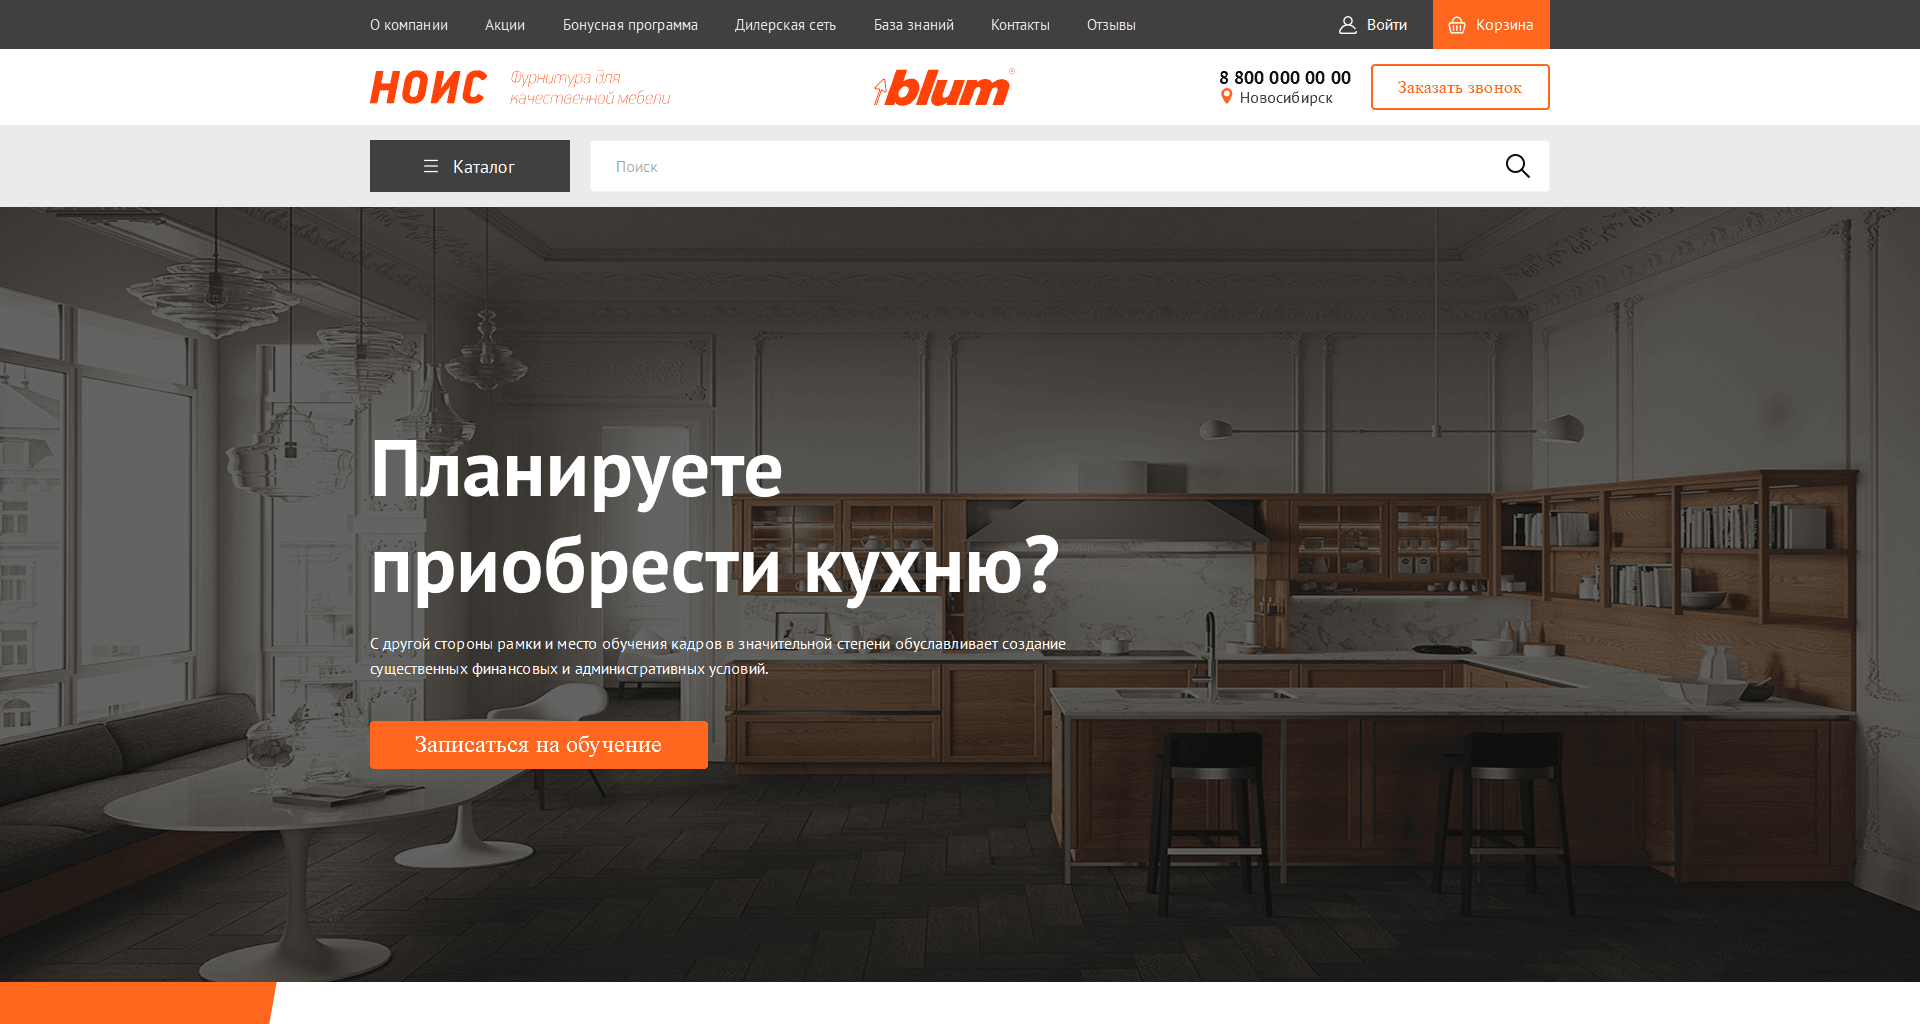 О компании Акции Бонусная программа Дилерская сеть База знаний Контакты Отзывы Войти Корзина
НОИС Фурнитура для качественной мебели
blum®
8 800 000 00 00
Новосибирск
Заказать звонок
Каталог
Поиск
Планируете
приобрести кухню?
С другой стороны рамки и место обучения кадров в значительной степени обуславливает создание
существенных финансовых и административных условий.
Записаться на обучение